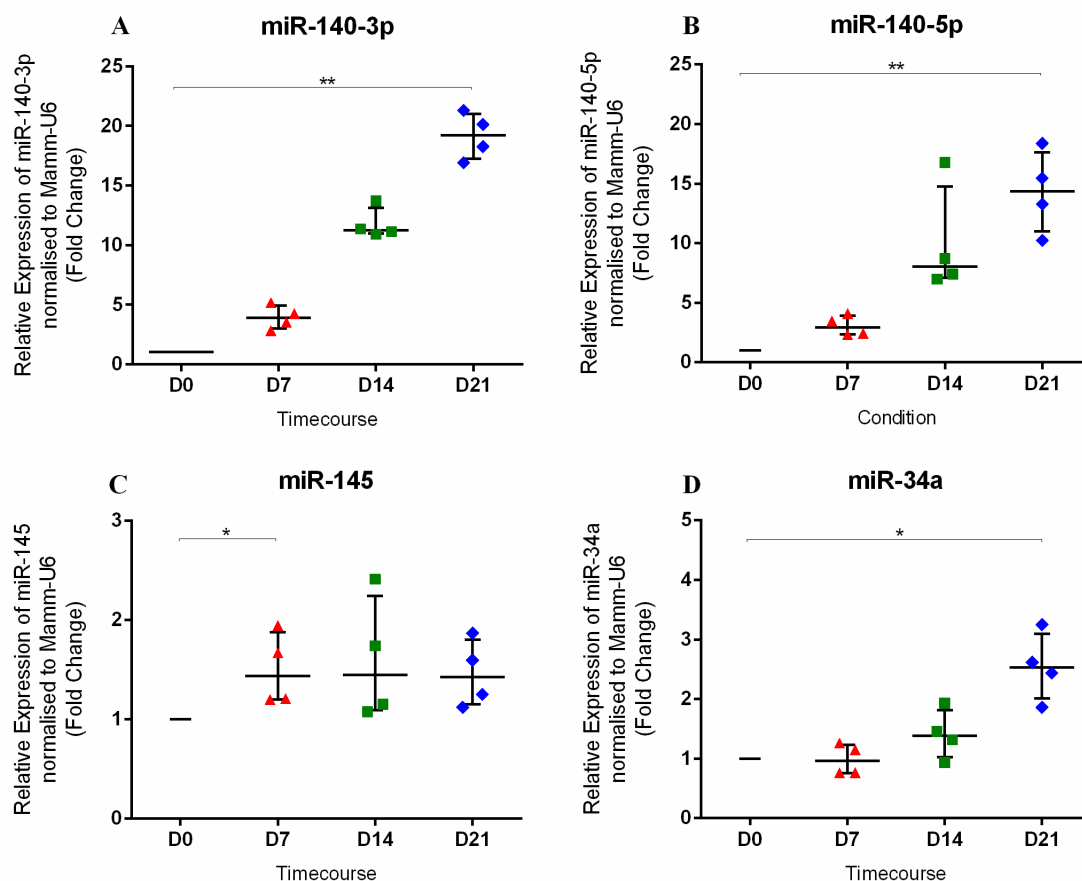 A
miR-140-3p
Relative Expression of miR-140-3p
normalised to Mamm-U6
(Fold Change)
25
20
15
10
5
0
**
D0 D7 D14 D21
Timecourse
B
miR-140-5p
Relative Expression of miR-140-5p
normalised to Mamm-U6
(Fold Change)
25
20
15
10
5
0
**
D0 D7 D14 D21
Condition
C
miR-145
Relative Expression of miR-145
normalised to Mamm-U6
(Fold Change)
3
2
1
0
*
D0 D7 D14 D21
Timecourse
D
miR-34a
Relative Expression of miR-34a
normalised to Mamm-U6
(Fold Change)
5
4
3
2
1
0
*
D0 D7 D14 D21
Timecourse